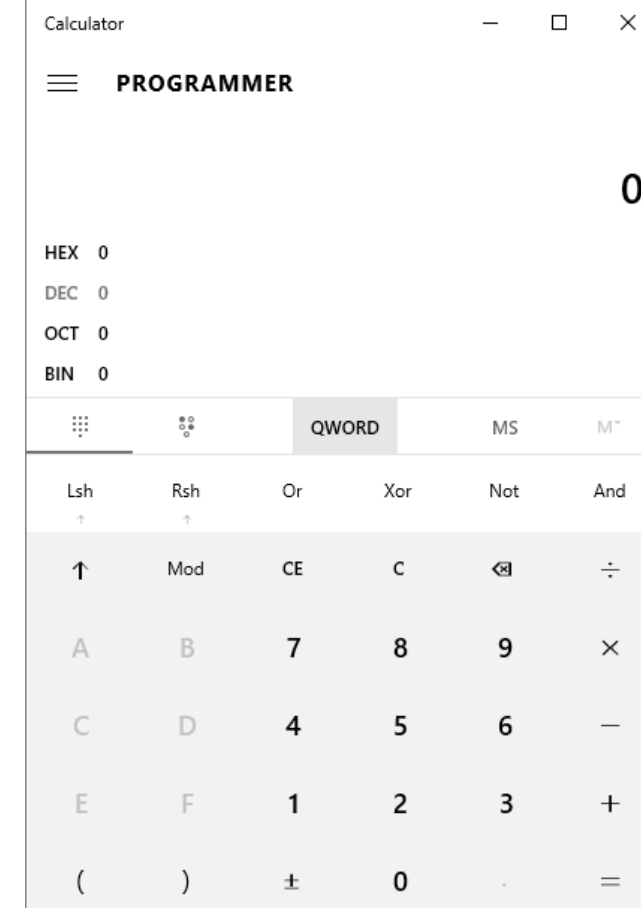 Calculator
PROGRAMMER
0
HEX 0
DEC 0
OCT 0
BIN 0
QWORD MS M
Lsh Rsh Or Xor Not And
↑ ↑
↑ Mod CE C ⌫ ÷
A B 7 8 9 ×
C D 4 5 6 −
E F 1 2 3 +
( ) ± 0 . =